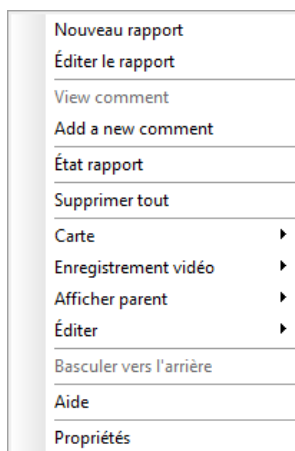 Nouveau rapport
Éditer le rapport
View comment
Add a new comment
État rapport
Supprimer tout
Carte
Enregistrement vidéo
Afficher parent
Éditer
Basculer vers l'arrière
Aide
Propriétés